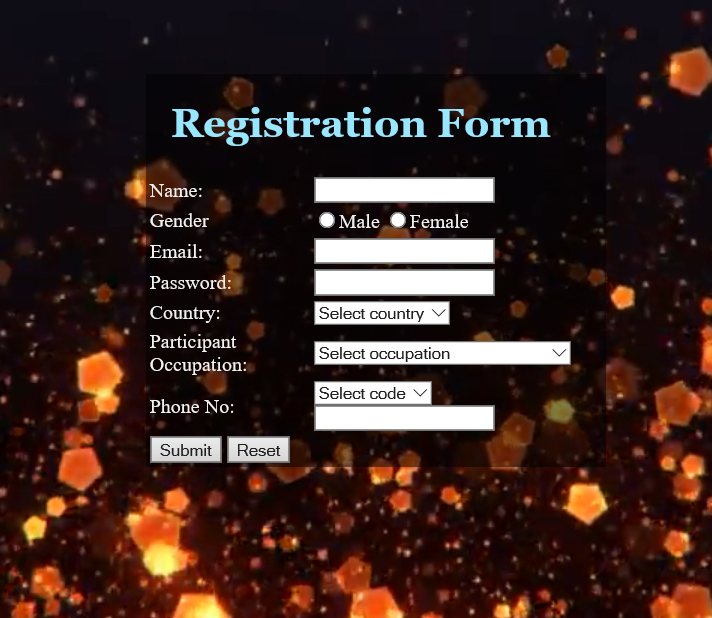 Registration Form
Name:
Gender Male Female
Email:
Password:
Country: Select country
Participant
Occupation: Select occupation
Select code
Phone No:
Submit Reset